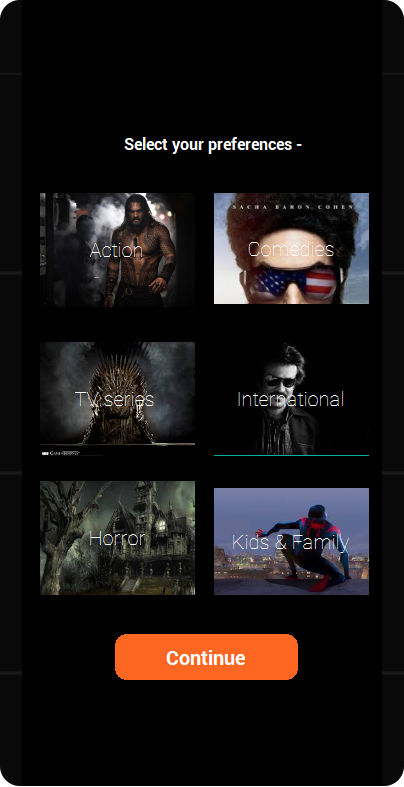 Select your preferences -
Action
SACHA BARON COHEN
Comedies
TV series
International
Horror
Kids & Family
Continue